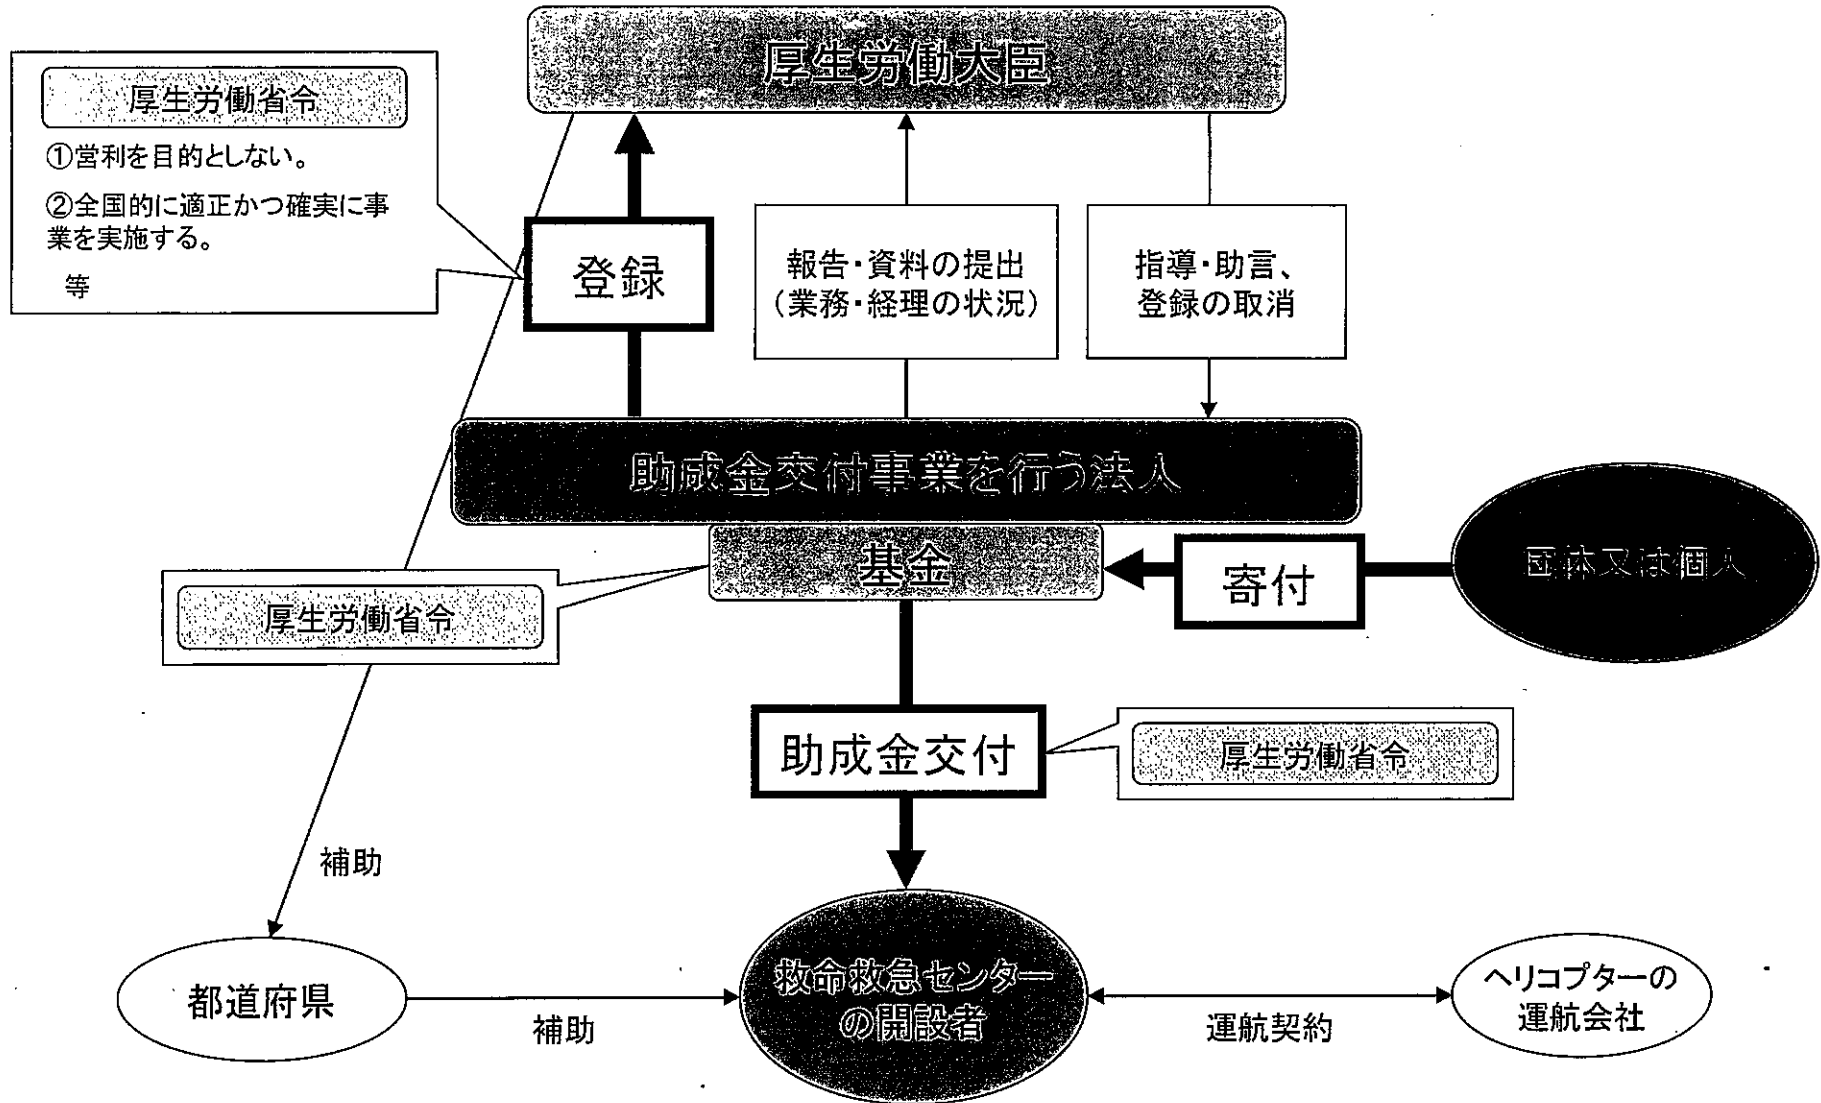 厚生労働大臣
厚生労働省令
①営利を目的としない。
②全国的に適正かつ確実に事
業を実施する。
等
登録
報告・資料の提出
（業務・経理の状況）
指導・助言、
登録の取消
助成金交付事業を行う法人
基金
寄付
団体又は個人
厚生労働省令
助成金交付
厚生労働省令
補助
都道府県
補助
救命救急センター
の開設者
運航契約
ヘリコプターの
運航会社